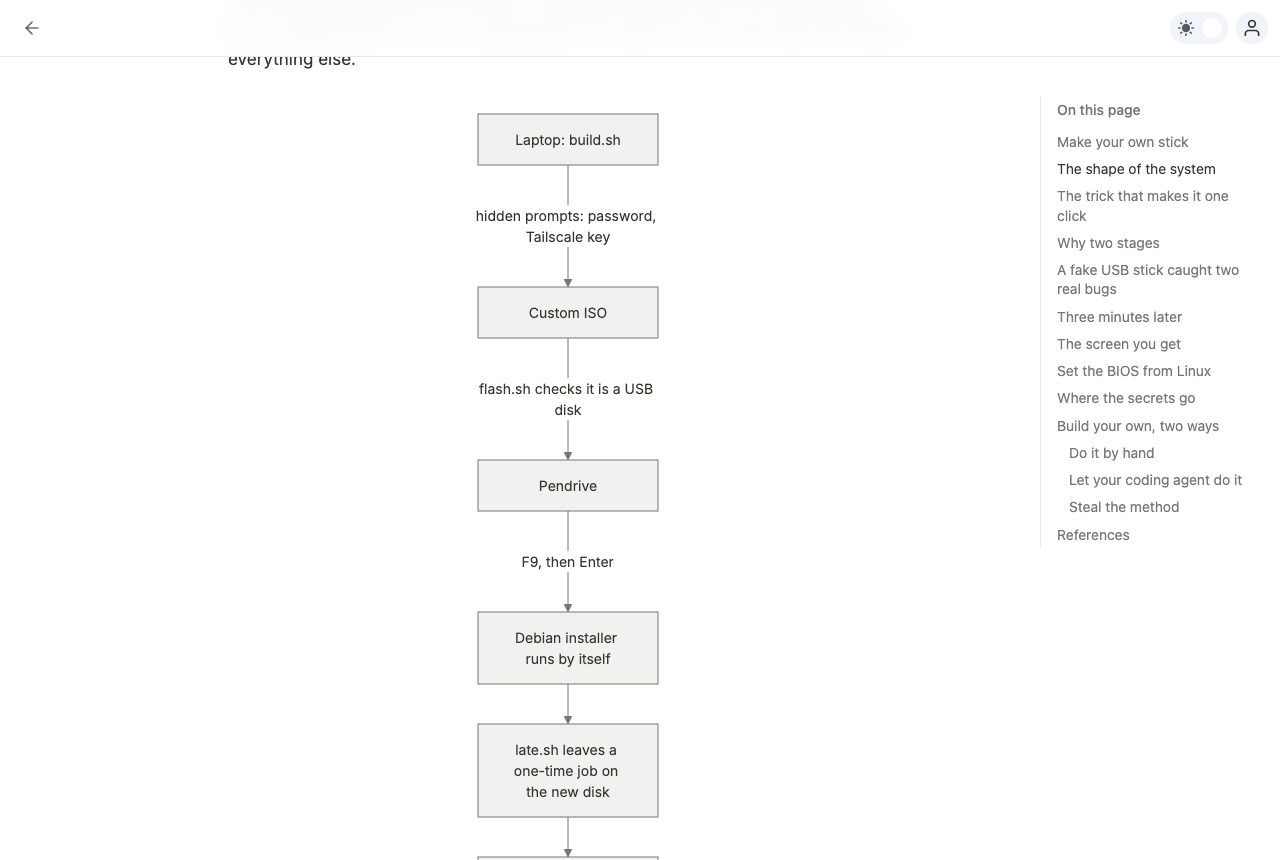 everything else.
Laptop: build.sh
hidden prompts: password,
Tailscale key
Custom ISO
flash.sh checks it is a USB
disk
Pendrive
F9, then Enter
Debian installer
runs by itself
late.sh leaves a
one-time job on
the new disk
On this page
Make your own stick
The shape of the system
The trick that makes it one
click
Why two stages
A fake USB stick caught two
real bugs
Three minutes later
The screen you get
Set the BIOS from Linux
Where the secrets go
Build your own, two ways
Do it by hand
Let your coding agent do it
Steal the method
References